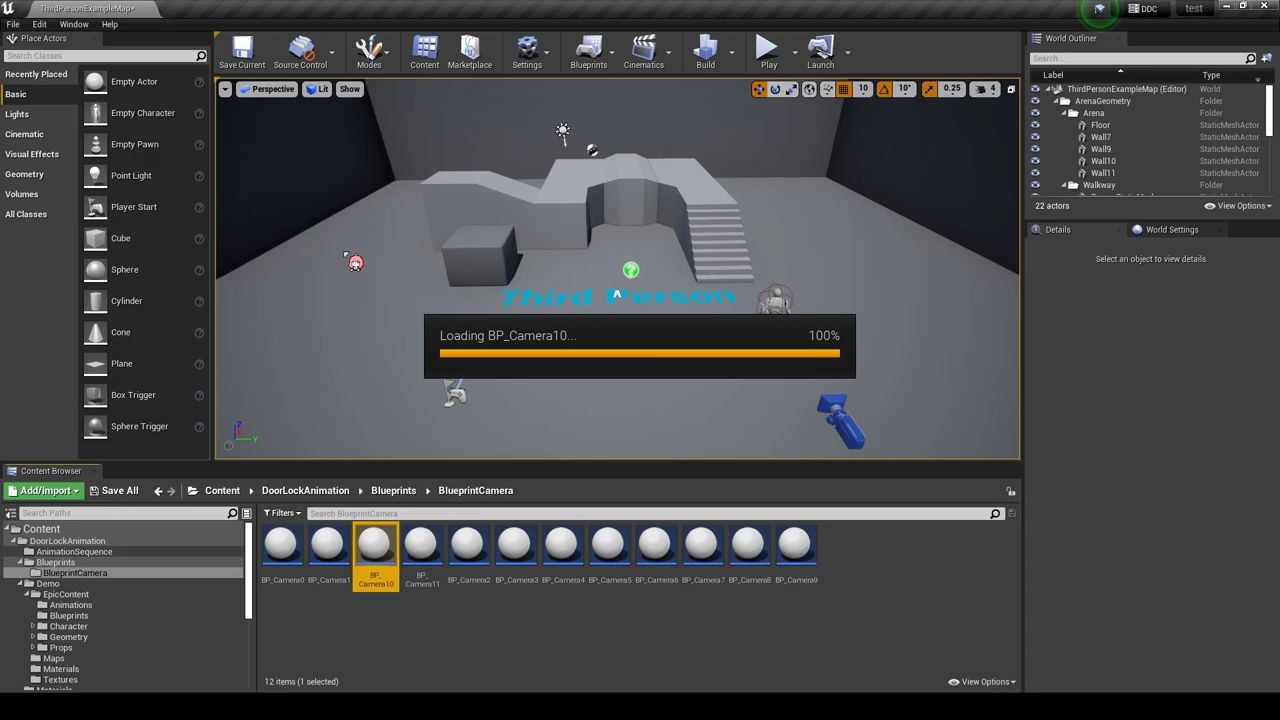 ThirdPersonExampleMap*
DDC
test
File Edit Window Help
Place Actors
Search Classes
Recently Placed
Basic
Lights
Cinematic
Visual Effects
Geometry
Volumes
All Classes
Empty Actor
Empty Character
Empty Pawn
Point Light
Player Start
Cube
Sphere
Cylinder
Cone
Plane
Box Trigger
Sphere Trigger
Save Current
Source Control
Modes
Content
Marketplace
Settings
Blueprints
Cinematics
Build
Play
Launch
Perspective
Lit
Show
10
10°
0.25
4
Third Person
Loading BP_Camera10...
100%
Z
Y
World Outliner
Search...
Label Type
ThirdPersonExampleMap (Editor) World
ArenaGeometry Folder
Arena Folder
Floor StaticMeshActor
Wall7 StaticMeshActor
Wall9 StaticMeshActor
Wall10 StaticMeshActor
Wall11 StaticMeshActor
Walkway Folder
22 actors
View Options
Details
World Settings
Select an object to view details.
Content Browser
Add/Import
Save All
Content
DoorLockAnimation
Blueprints
BlueprintCamera
Search Paths
Filters
Search BlueprintCamera
Content
DoorLockAnimation
AnimationSequence
Blueprints
BlueprintCamera
Demo
EpicContent
Animations
Blueprints
Character
Geometry
Props
Maps
Materials
Textures
Materials
BP_Camera0
BP_Camera1
BP_
Camera10
BP_
Camera11
BP_Camera2
BP_Camera3
BP_Camera4
BP_Camera5
BP_Camera6
BP_Camera7
BP_Camera8
BP_Camera9
12 items (1 selected)
View Options